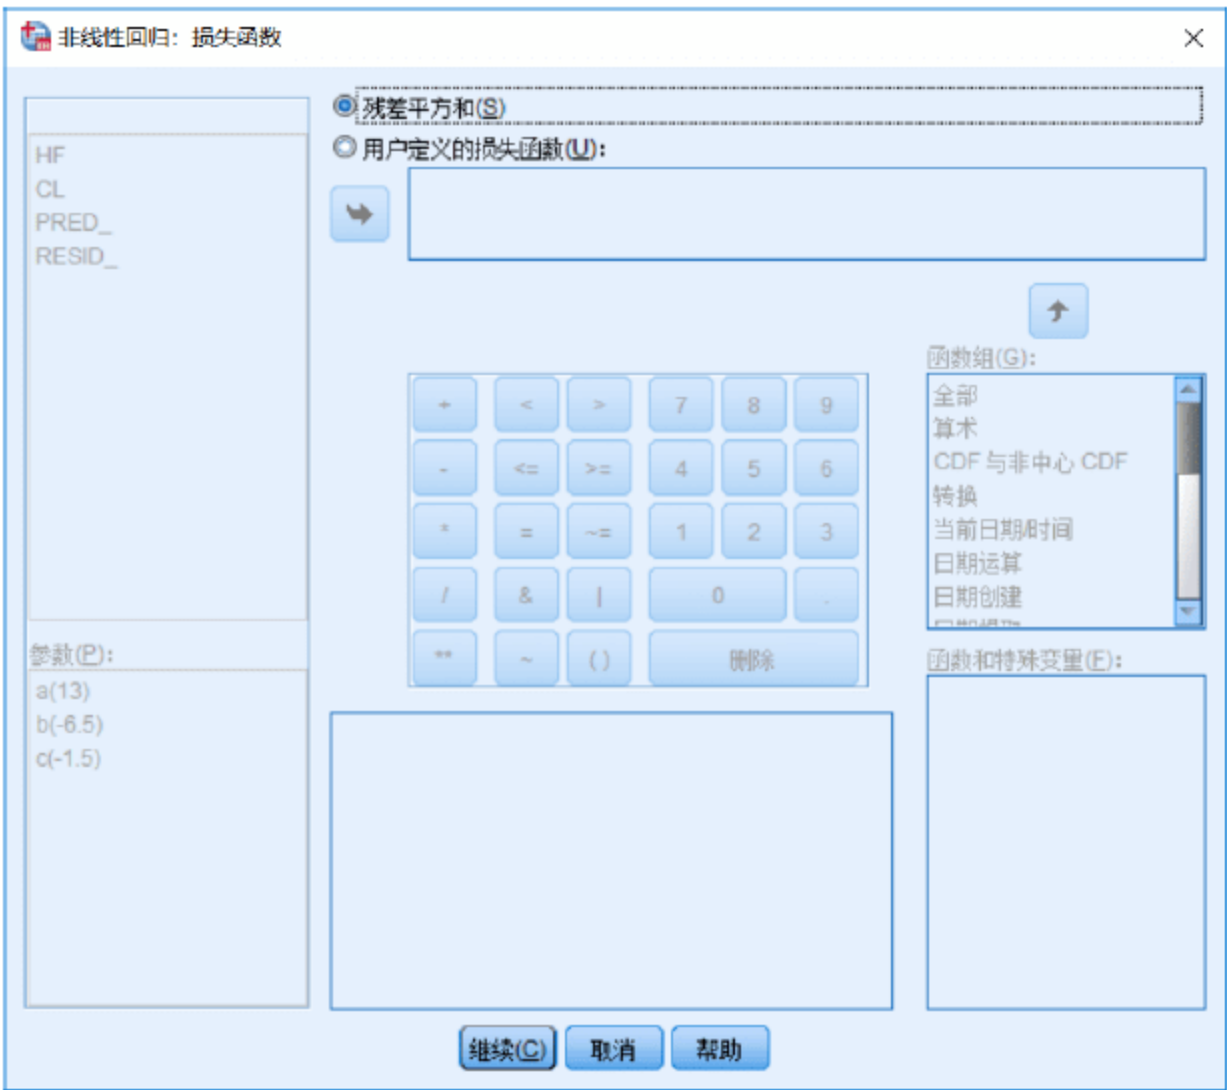 非线性回归：损失函数
残差平方和(S)
用户定义的损失函数(U)：
HF
CL
PRED_
RESID_
函数组(G)：
全部
算术
CDF 与非中心 CDF
转换
当前日期/时间
日期运算
日期创建
+ < > 7 8 9
- <= >= 4 5 6
* = ~= 1 2 3
/ & | 0 .
** ~ ( ) 删除
参数(P)：
a(13)
b(-6.5)
c(-1.5)
函数和特殊变量(F)：
继续(C) 取消 帮助